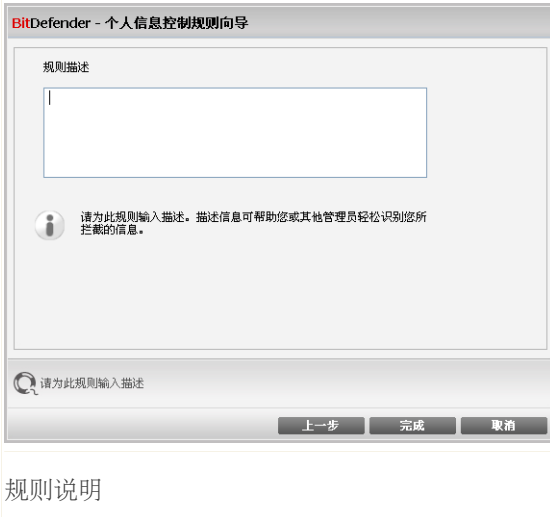 BitDefender - 个人信息控制规则向导
规则描述
请为此规则输入描述。描述信息可帮助您或其他管理员轻松识别您所
拦截的信息。
请为此规则输入描述
上一步 完成 取消
规则说明